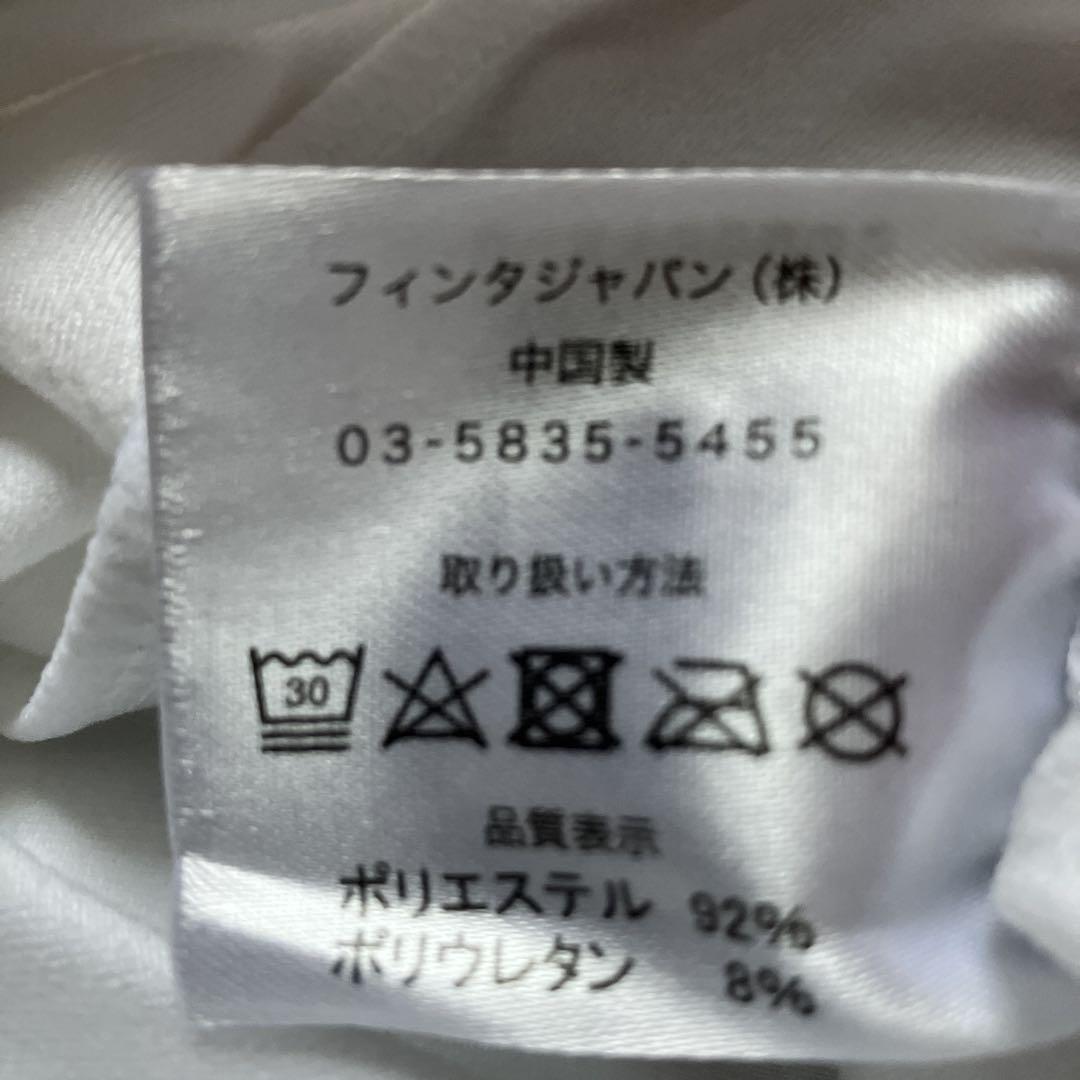 フィンタジャパン（株）
中国製
03-5835-5455
取り扱い方法
30
品質表示
ポリエステル 92%
ポリウレタン 8%